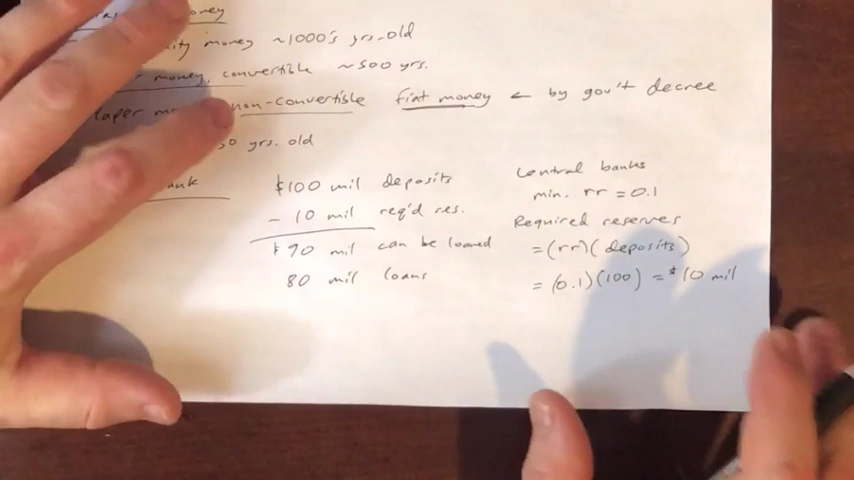 oney
ity money ~1000's yrs. old
money, convertible ~500 yrs.
Paper non-convertible fiat money ← by gov't decree
50 yrs. old
$100 mil deposits
- 10 mil req'd res.
$90 mil can be loaned
80 mil loans
Central banks
min. rr = 0.1
Required reserves
= (rr)(deposits)
= (0.1)(100) = $10 mil